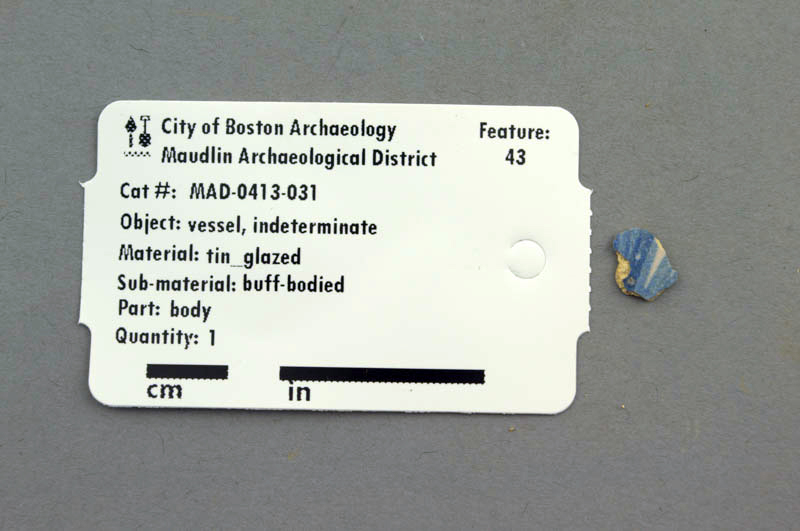 City of Boston Archaeology
Maudlin Archaeological District
Feature:
43
Cat #: MAD-0413-031
Object: vessel, indeterminate
Material: tin_glazed
Sub-material: buff-bodied
Part: body
Quantity: 1
cm in